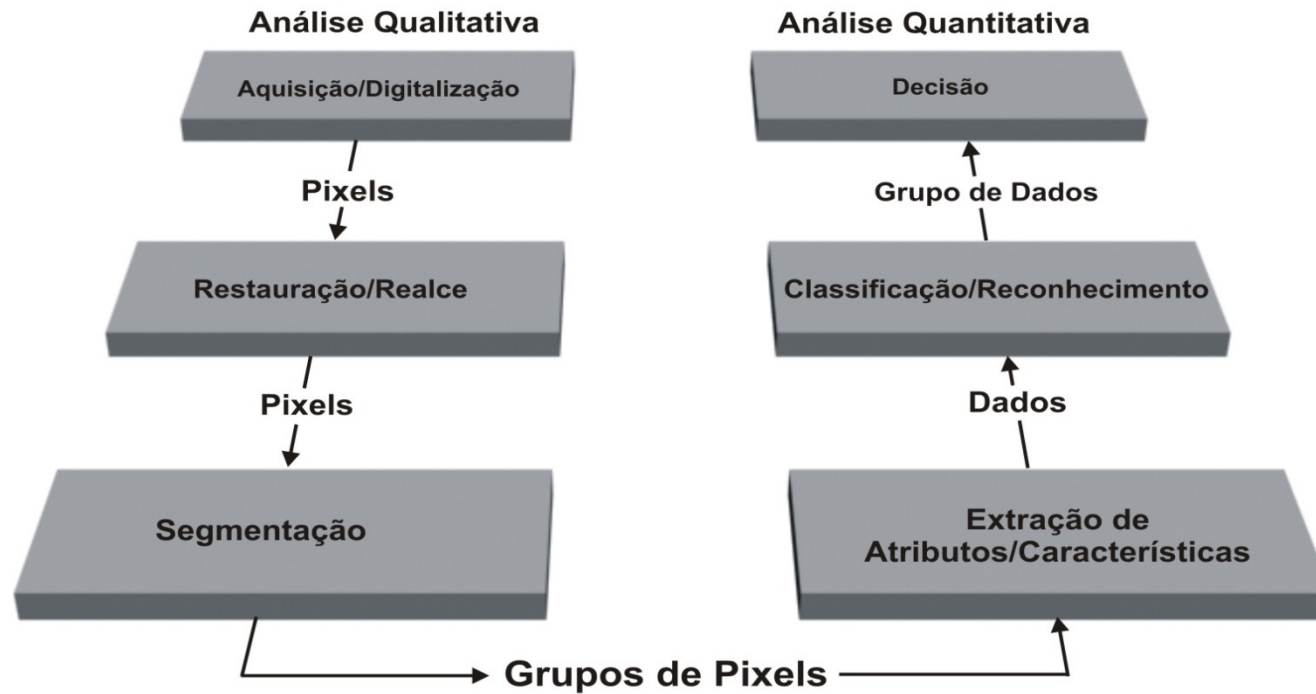 Análise Qualitativa
Aquisição/Digitalização
Pixels
Restauração/Realce
Pixels
Segmentação
Grupos de Pixels
Análise Quantitativa
Decisão
Grupo de Dados
Classificação/Reconhecimento
Dados
Extração de
Atributos/Característífcas